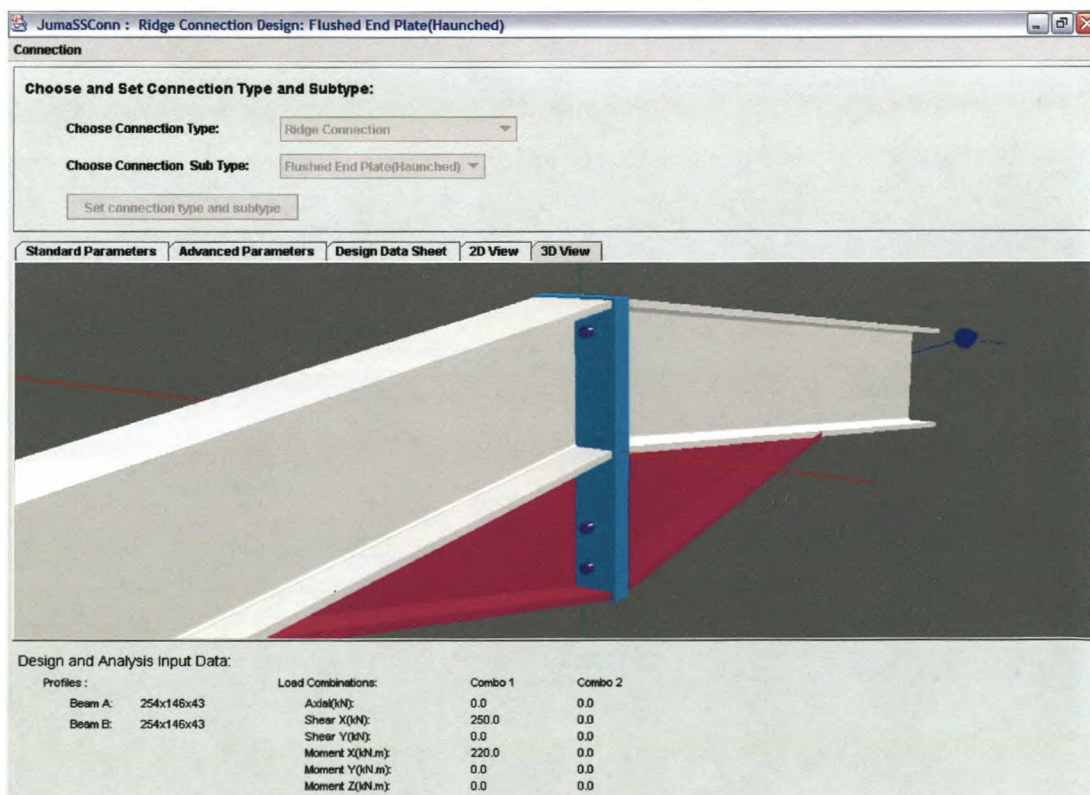 JumaSSConn : Ridge Connection Design: Flushed End Plate(Haunched)
Connection
Choose and Set Connection Type and Subtype:
Choose Connection Type: Ridge Connection
Choose Connection Sub Type: Flushed End Plate(Haunched)
Set connection type and subtype
Standard Parameters Advanced Parameters Design Data Sheet 2D View 3D View
Design and Analysis Input Data:
Profiles : Load Combinations: Combo 1 Combo 2
Beam A: 254x146x43 Axial(kN): 0.0 0.0
Beam B: 254x146x43 Shear X(kN): 250.0 0.0
Shear Y(kN): 0.0 0.0
Moment X(kN.m): 220.0 0.0
Moment Y(kN.m): 0.0 0.0
Moment Z(kN.m): 0.0 0.0